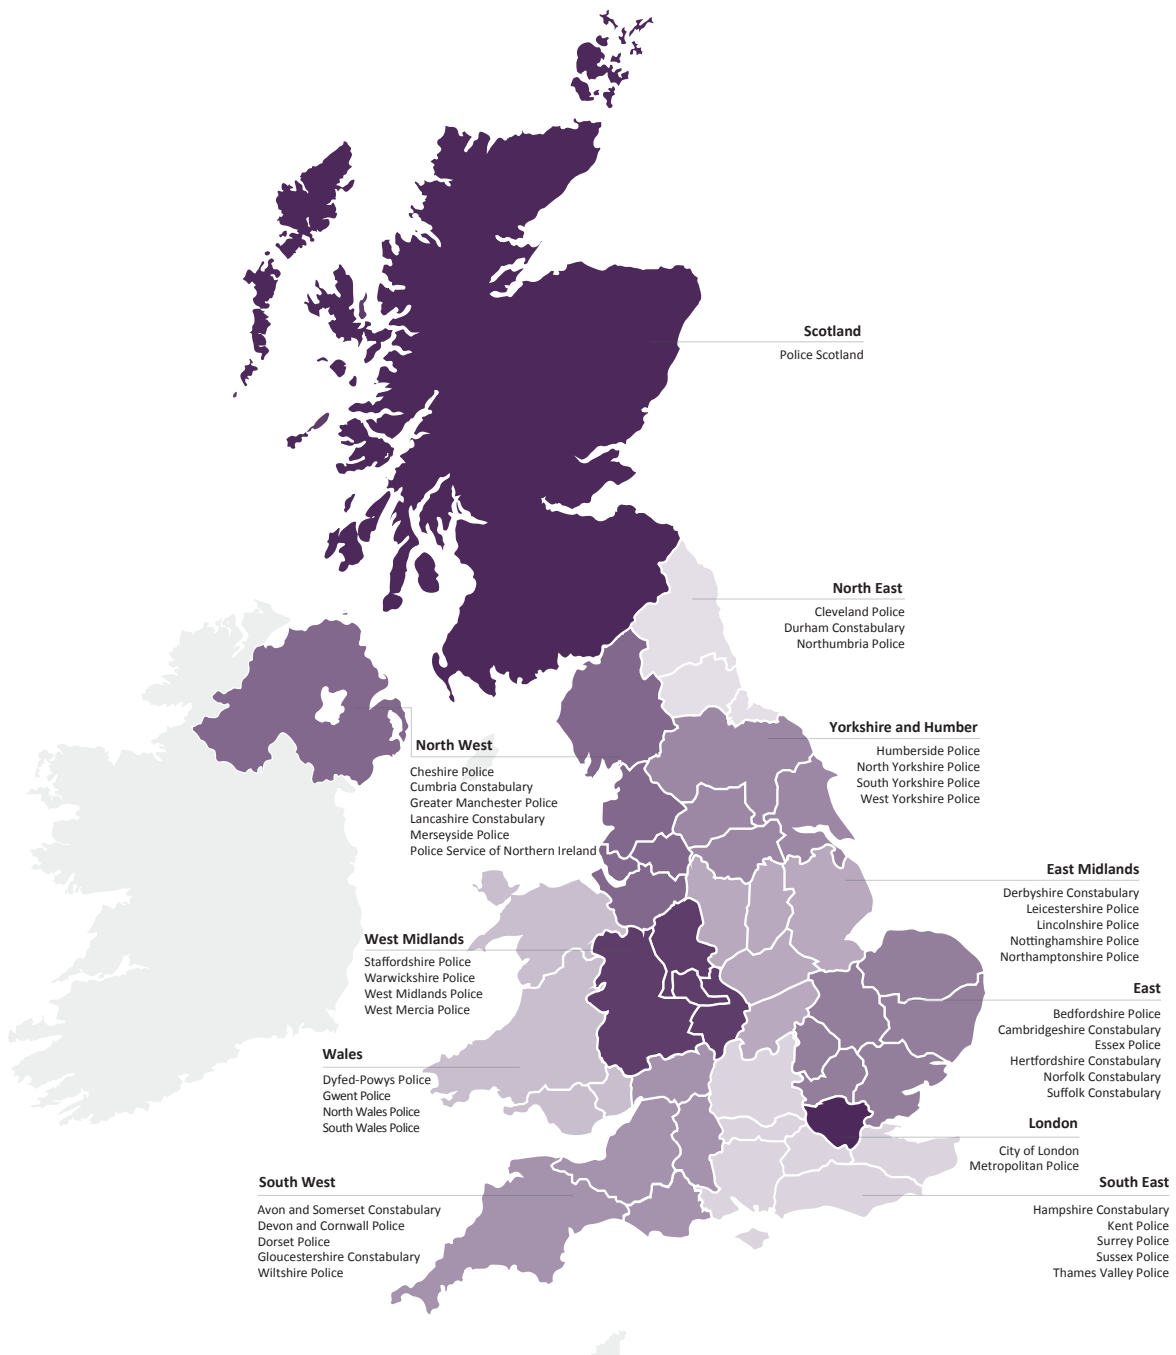 Scotland
Police Scotland
North East
Cleveland Police
Durham Constabulary
Northumbria Police
Yorkshire and Humber
Humberside Police
North Yorkshire Police
South Yorkshire Police
West Yorkshire Police
North West
Cheshire Police
Cumbria Constabulary
Greater Manchester Police
Lancashire Constabulary
Merseyside Police
Police Service of Northern Ireland
East Midlands
Derbyshire Constabulary
Leicestershire Police
Lincolnshire Police
Nottinghamshire Police
Northamptonshire Police
West Midlands
Staffordshire Police
Warwickshire Police
West Midlands Police
West Mercia Police
East
Bedfordshire Police
Cambridgeshire Constabulary
Essex Police
Hertfordshire Constabulary
Norfolk Constabulary
Suffolk Constabulary
Wales
Dyfed-Powys Police
Gwent Police
North Wales Police
South Wales Police
London
City of London
Metropolitan Police
South West
Avon and Somerset Constabulary
Devon and Cornwall Police
Dorset Police
Gloucestershire Constabulary
Wiltshire Police
South East
Hampshire Constabulary
Kent Police
Surrey Police
Sussex Police
Thames Valley Police